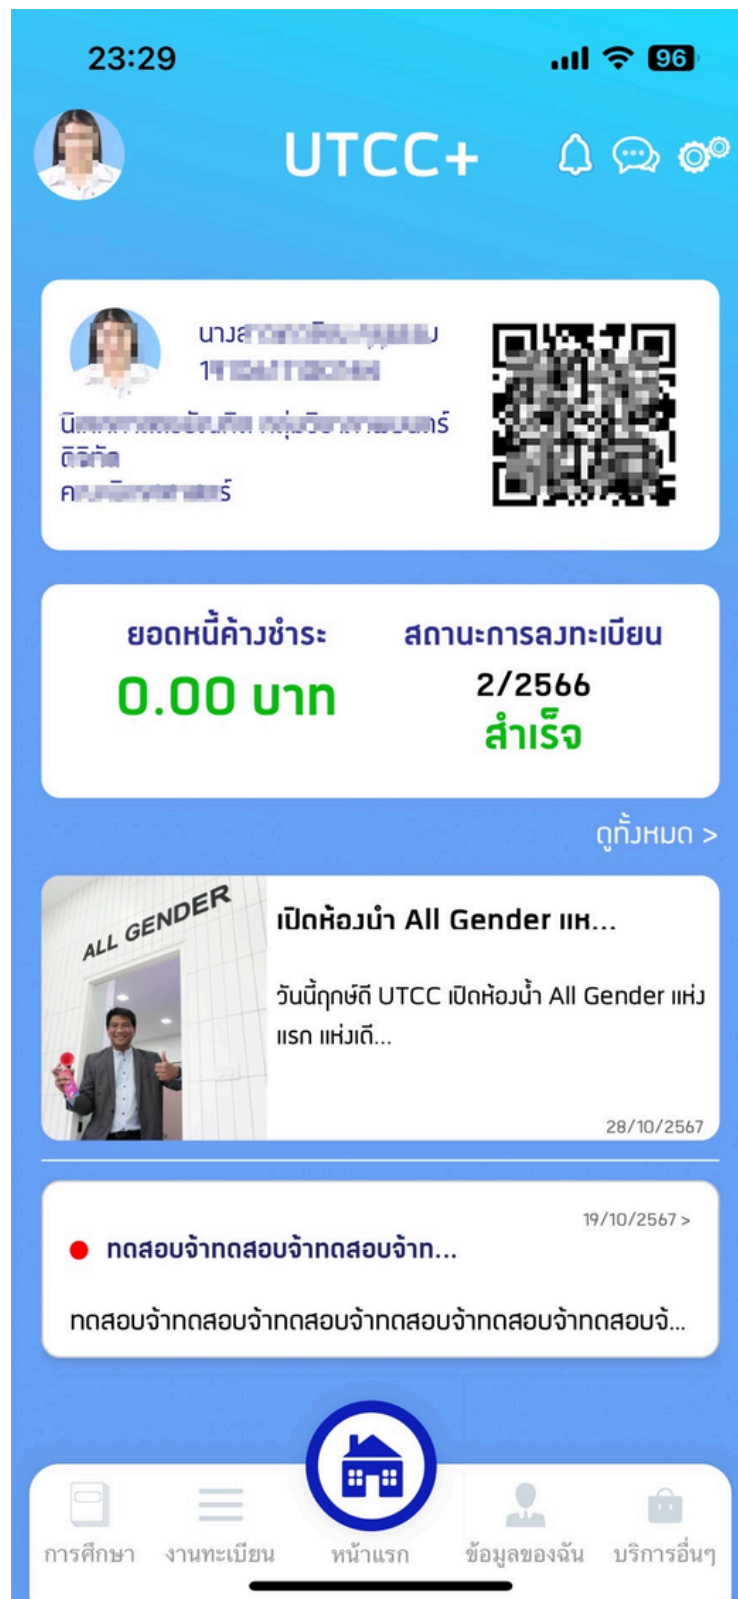 23:29
96
UTCC+
ยอดหนี้ค้างชำระ
สถานะการลงทะเบียน
0.00 บาท
2/2566
สำเร็จ
ดูทั้งหมด >
ALL GENDER
เปิดห้องน้ำ All Gender แห...
วันนี้ฤกษ์ดี UTCC เปิดห้องน้ำ All Gender แห่ง
แรก แห่งเดี...
28/10/2567
19/10/2567 >
ทดสอบจ้าทดสอบจ้าทดสอบจ้าท...
ทดสอบจ้าทดสอบจ้าทดสอบจ้าทดสอบจ้าทดสอบจ้าทดสอบจ้...
การศึกษา
งานทะเบียน
หน้าแรก
ข้อมูลของฉัน
บริการอื่นๆ